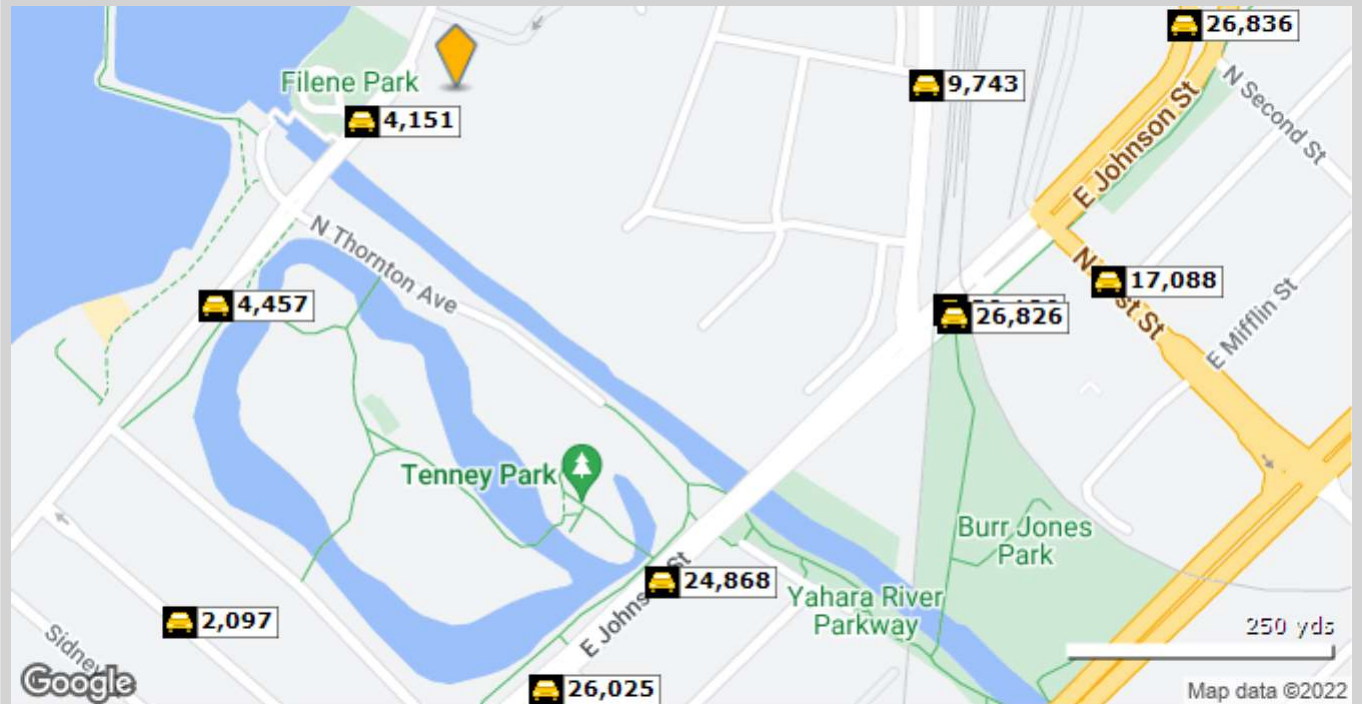 26,836
Filene Park
9,743
4,151
E Johnson St
N Second St
N Thornton Ave
17,088
4,457
26,826
E Mifflin St
Tenney Park
Burr Jones
Park
24,868
E Johns
St
Yahara River
Parkway
2,097
250 yds
26,025
Google
Map data ©2022